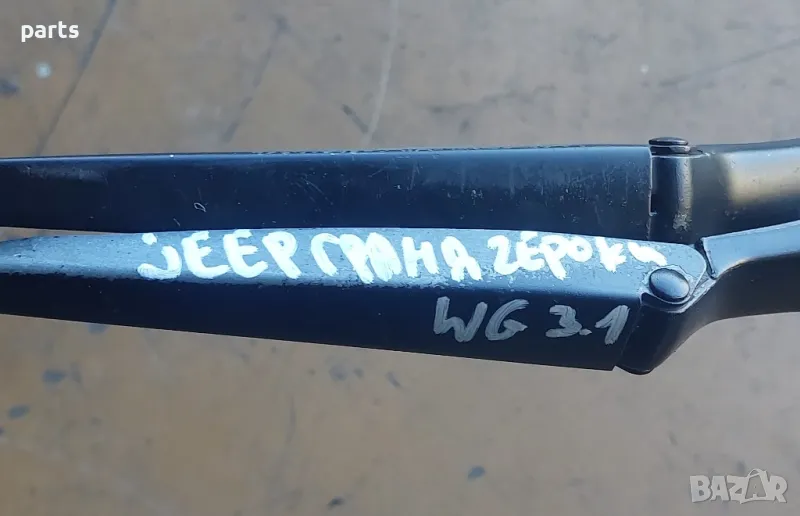 parts
JEEP гранд чероки
WG 3.1
BAZAR